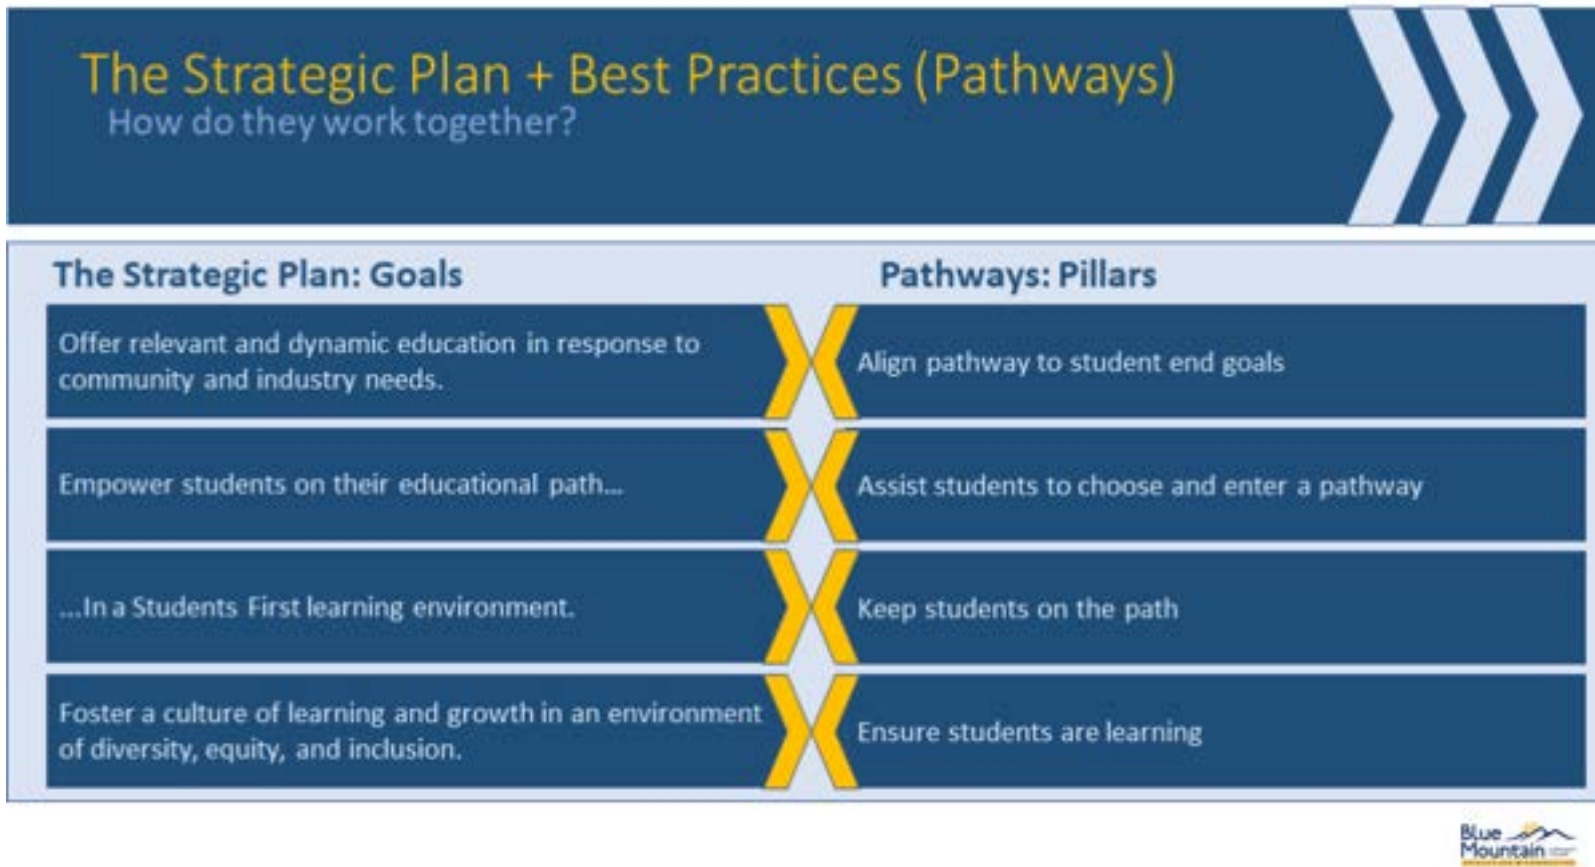 The Strategic Plan + Best Practices (Pathways)
How do they work together?
The Strategic Plan: Goals
Pathways: Pillars
Offer relevant and dynamic education in response to
community and industry needs.
Align pathway to student end goals
Empower students on their educational path...
Assist students to choose and enter a pathway
...In a Students First learning environment.
Keep students on the path
Foster a culture of learning and growth in an environment
of diversity, equity, and inclusion.
Ensure students are learning
Blue
Mountain